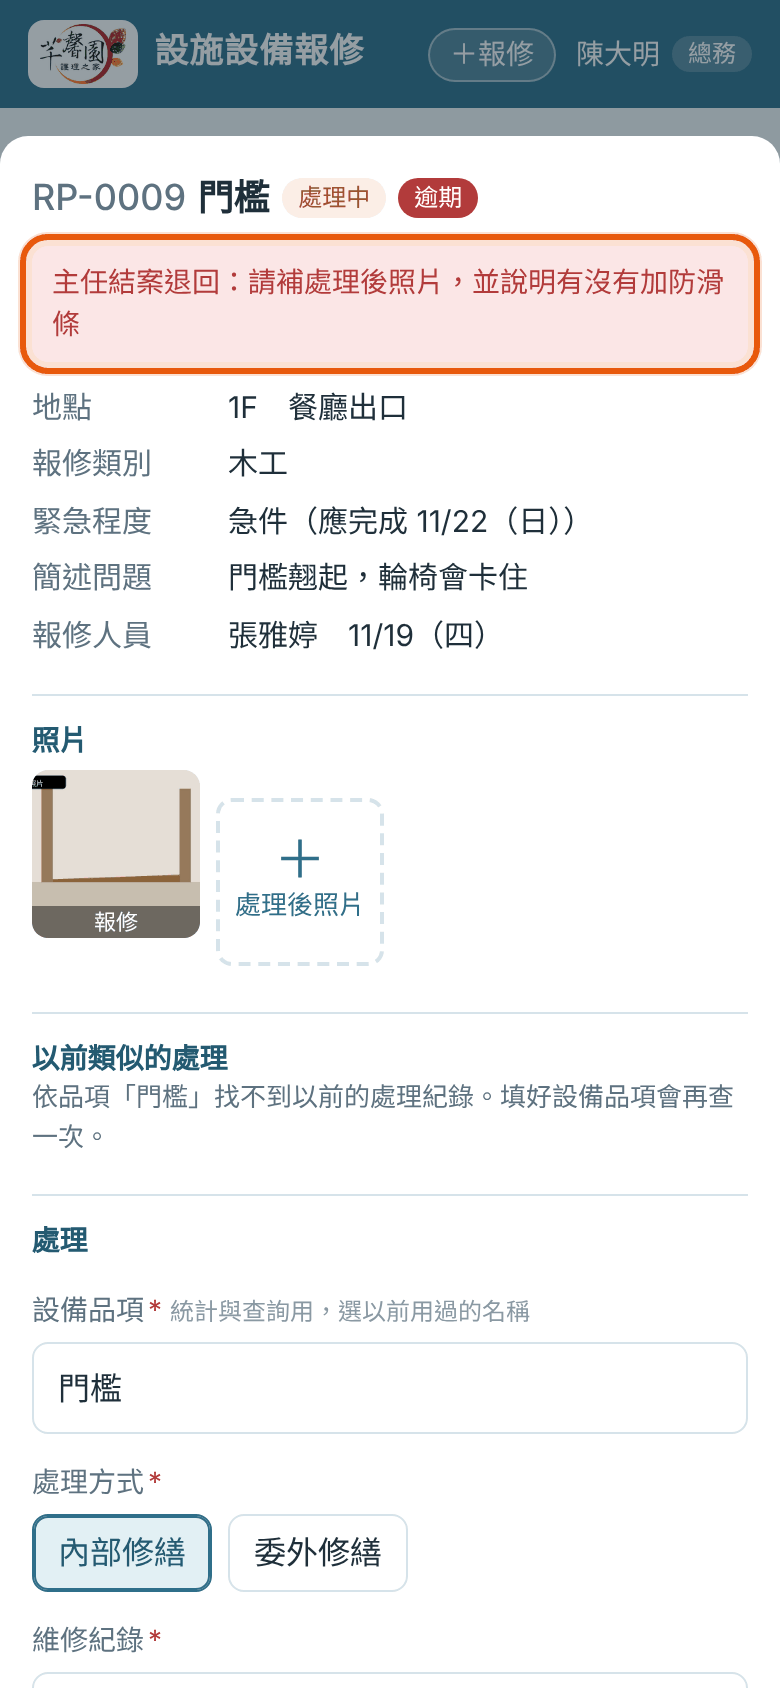 芊馨園
護理之家
設施設備報修
＋報修
陳大明
總務
RP-0009 門檻 處理中 逾期
主任結案退回：請補處理後照片，並說明有沒有加防滑
條
地點 1F 餐廳出口
報修類別 木工
緊急程度 急件（應完成 11/22（日））
簡述問題 門檻翹起，輪椅會卡住
報修人員 張雅婷 11/19（四）
照片
報修
＋
處理後照片
以前類似的處理
依品項「門檻」找不到以前的處理紀錄。填好設備品項會再查
一次。
處理
設備品項* 統計與查詢用，選以前用過的名稱
門檻
處理方式*
內部修繕 委外修繕
維修紀錄*